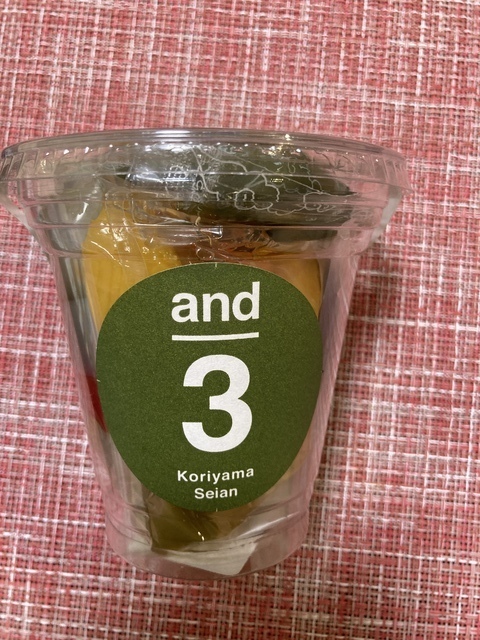 and
3
Koriyama
Seian